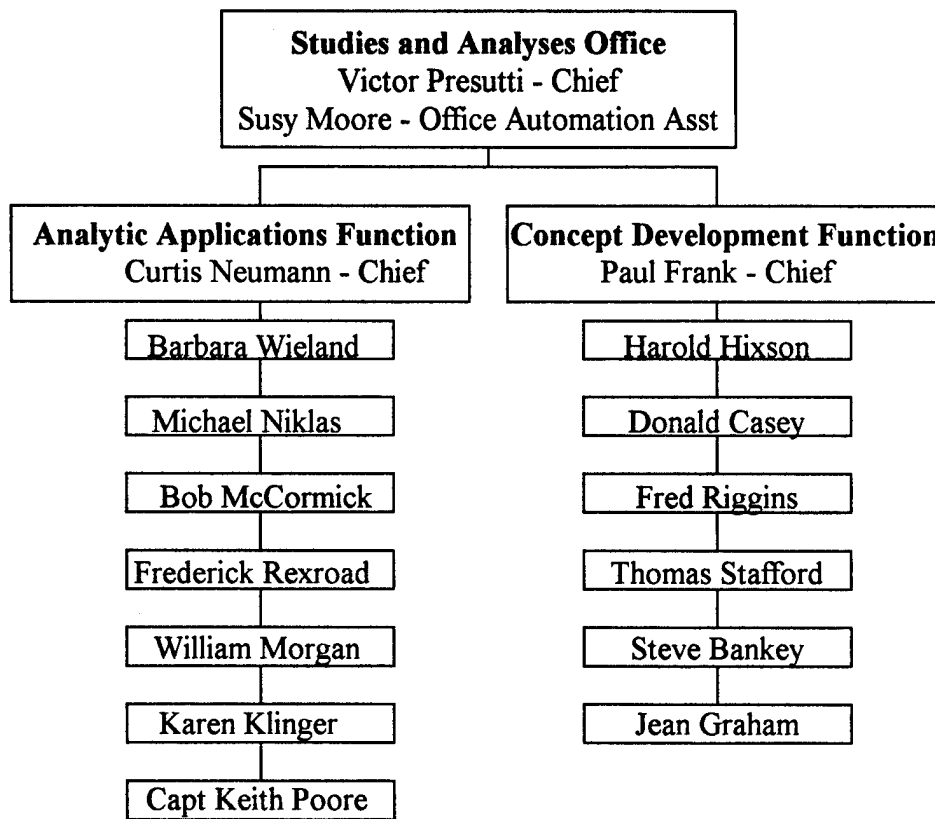 Studies and Analyses Office
Victor Presutti - Chief
Susy Moore - Office Automation Asst
Analytic Applications Function
Curtis Neumann - Chief
Barbara Wieland
Michael Niklas
Bob McCormick
Frederick Rexroad
William Morgan
Karen Klinger
Capt Keith Poore
Concept Development Function
Paul Frank - Chief
Harold Hixson
Donald Casey
Fred Riggins
Thomas Stafford
Steve Bankey
Jean Graham